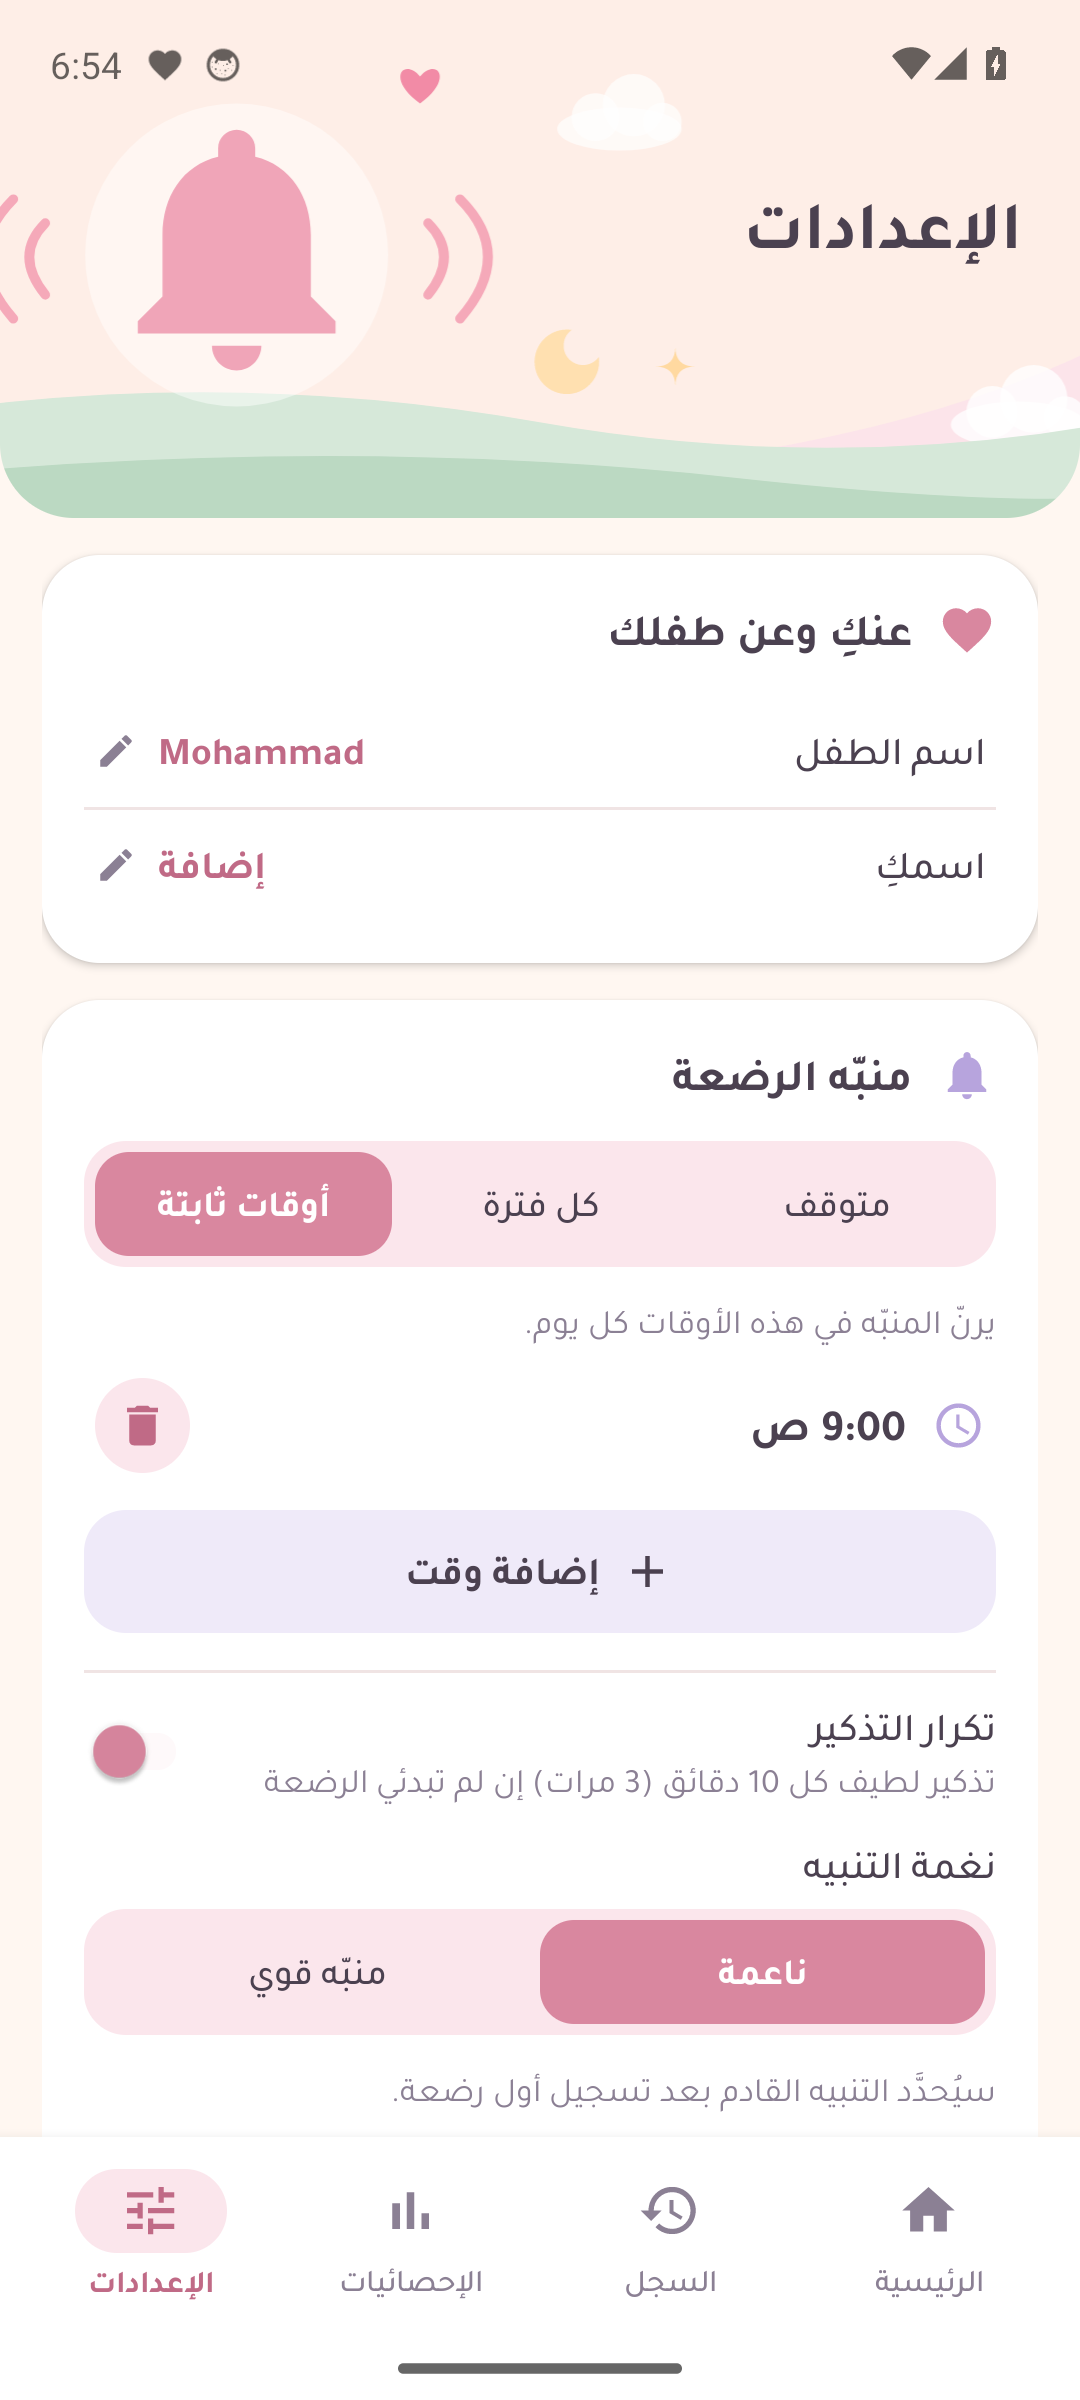 6:54
الإعدادات
عنكِ وعن طفلك
اسم الطفل
Mohammad
اسمكِ
إضافة
منبّه الرضعة
متوقف
كل فترة
أوقات ثابتة
يرنّ المنبّه في هذه الأوقات كل يوم.
9:00 ص
إضافة وقت
تكرار التذكير
تذكير لطيف كل 10 دقائق (3 مرات) إن لم تبدئي الرضعة
نغمة التنبيه
ناعمة
منبّه قوي
سيُحدَّد التنبيه القادم بعد تسجيل أول رضعة.
الرئيسية
السجل
الإحصائيات
الإعدادات